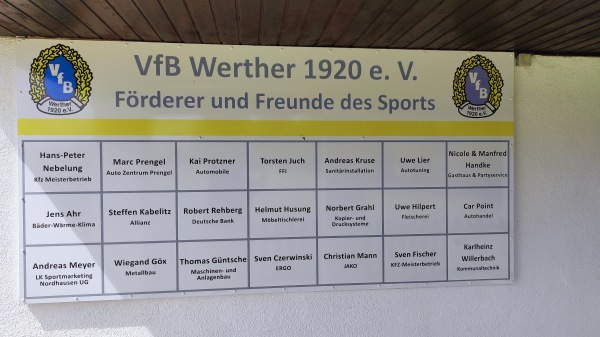 VfB Werther 1920 e. V.
Förderer und Freunde des Sports
VfB
Werther
1920 e.V.
VfB
Werther
1920 e.V.
Hans-Peter
Nebelung
Kfz Meisterbetrieb
Marc Prengel
Auto Zentrum Prengel
Kai Protzner
Automobile
Torsten Juch
FFI
Andreas Kruse
Sanitärinstallation
Uwe Lier
Autotuning
Nicole & Manfred
Handke
Gasthaus & Partyservice
Jens Ahr
Bäder-Wärme-Klima
Steffen Kabelitz
Allianz
Robert Rehberg
Deutsche Bank
Helmut Husung
Möbeltischlerei
Norbert Grahl
Kopier- und
Drucksysteme
Uwe Hilpert
Fleischerei
Car Point
Autohandel
Andreas Meyer
LK Sportmarketing
Nordhausen UG
Wiegand Göx
Metallbau
Thomas Güntsche
Maschinen- und
Anlagenbau
Sven Czerwinski
ERGO
Christian Mann
JAKO
Sven Fischer
KFZ-Meisterbetrieb
Karlheinz
Willerbach
Kommunaltechnik